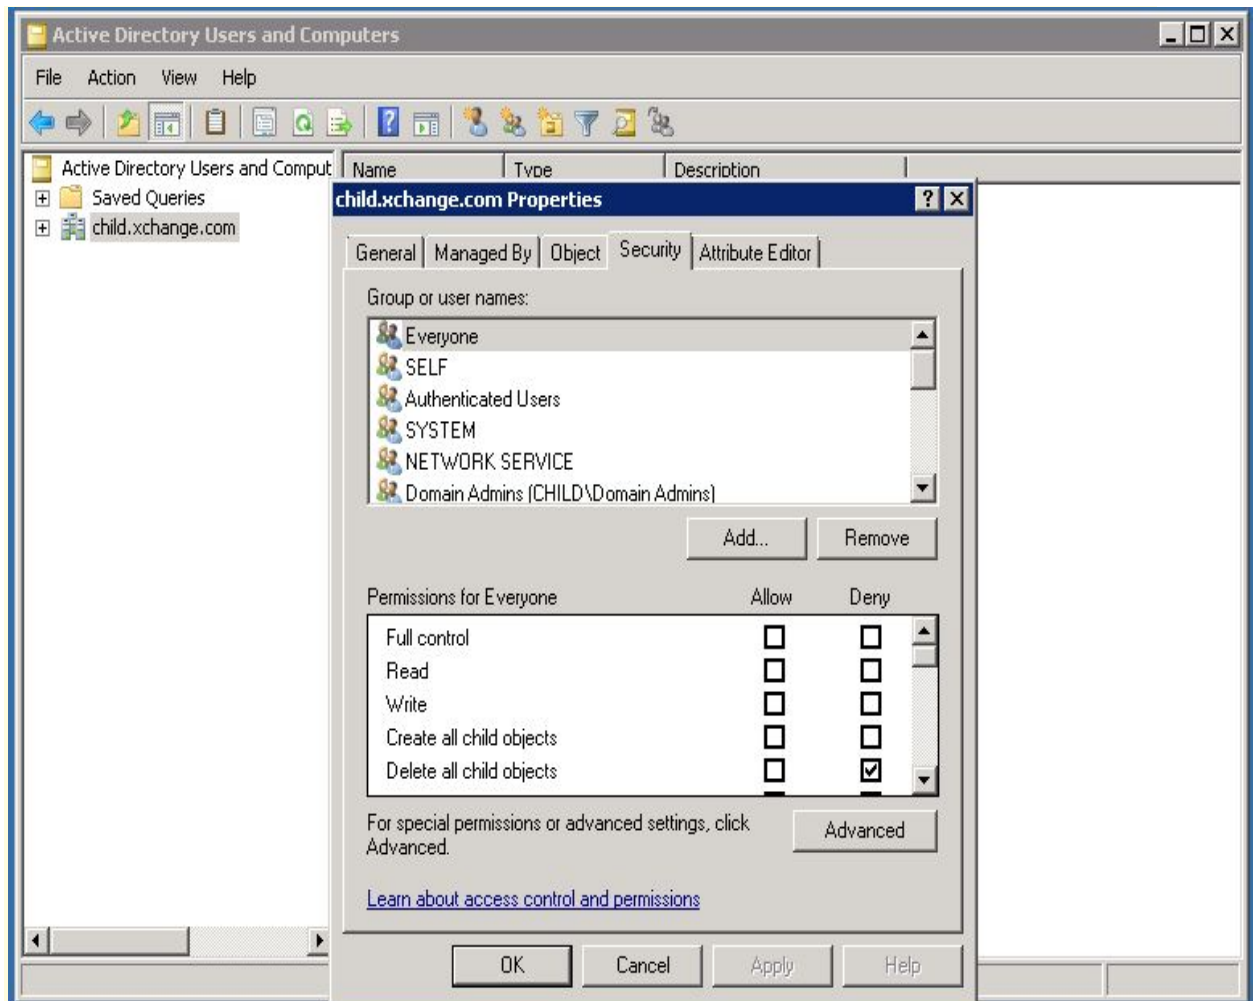 Active Directory Users and Computers
File Action View Help
Active Directory Users and Comput
Saved Queries
child.xchange.com
Name Type Description
child.xchange.com Properties
General Managed By Object Security Attribute Editor
Group or user names:
Everyone
SELF
Authenticated Users
SYSTEM
NETWORK SERVICE
Domain Admins (CHILD\Domain Admins)
Add... Remove
Permissions for Everyone Allow Deny
Full control
Read
Write
Create all child objects
Delete all child objects
For special permissions or advanced settings, click
Advanced.
Advanced
Learn about access control and permissions
OK Cancel Apply Help